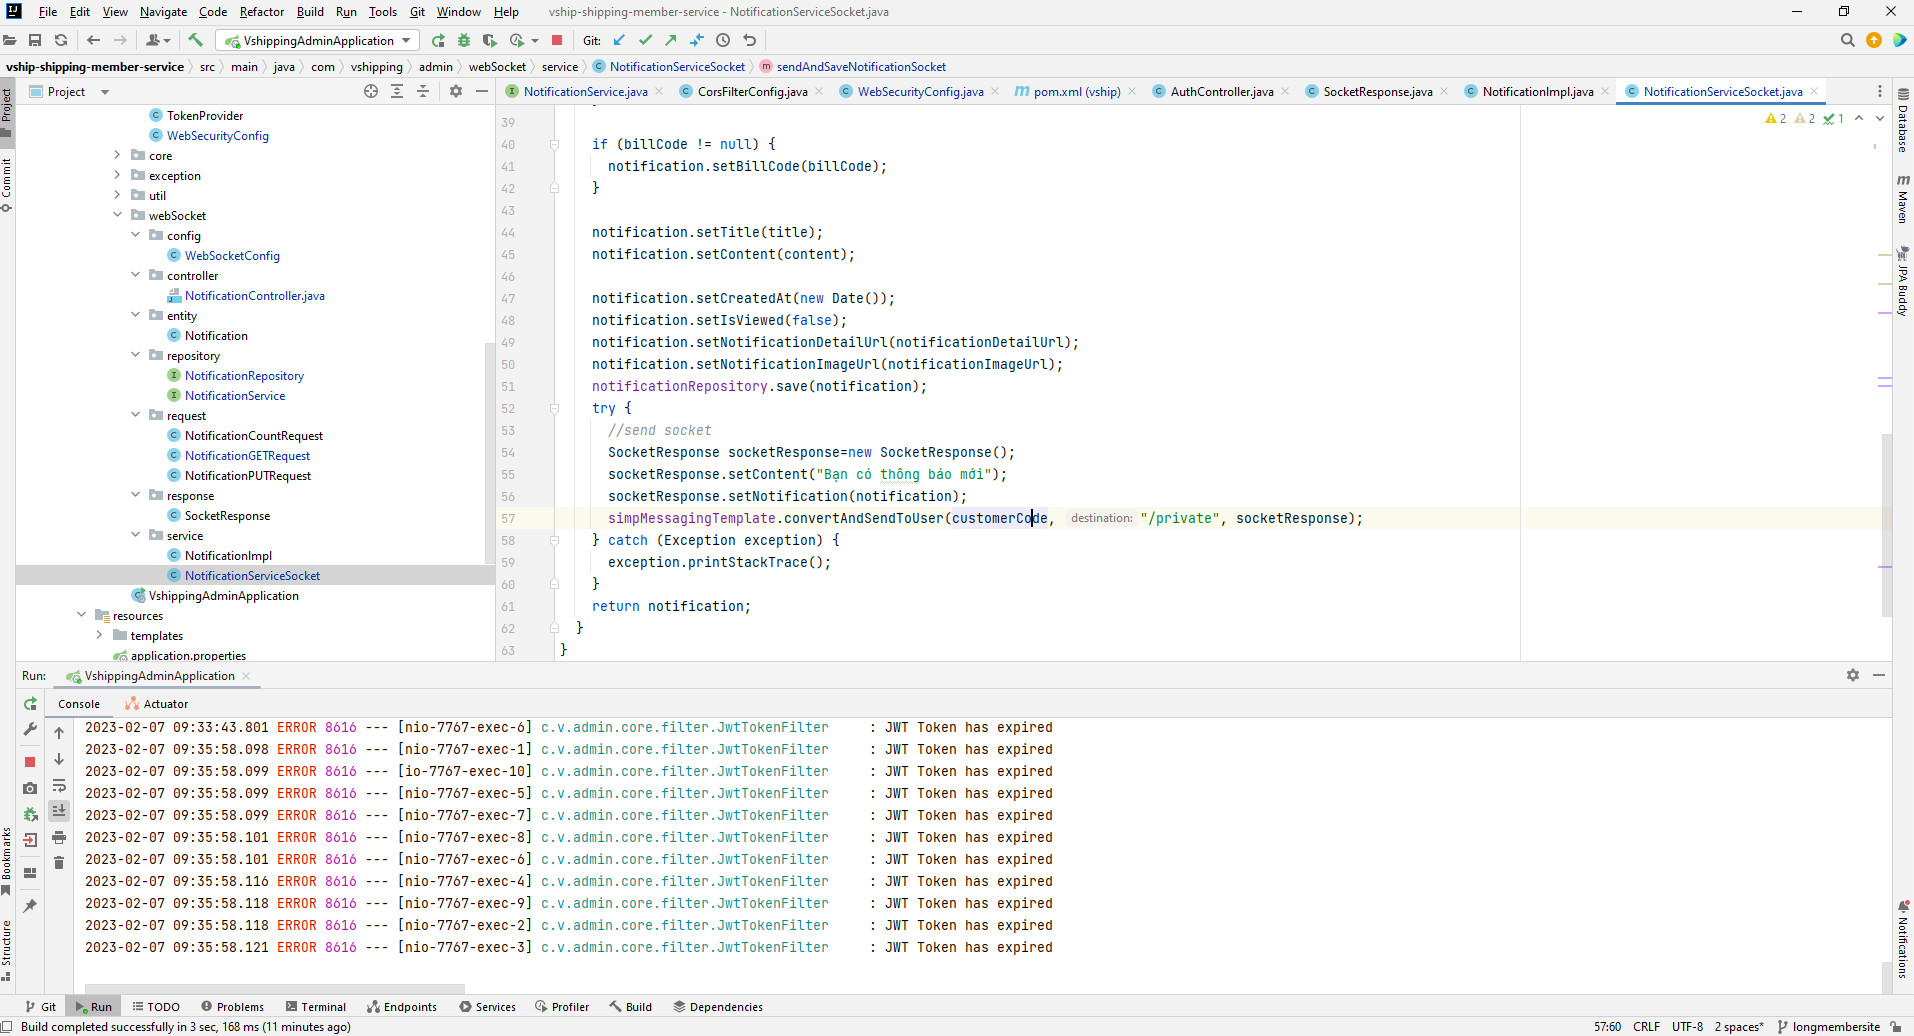 File Edit View Navigate Code Refactor Build Run Tools Git Window Help vship-shipping-member-service - NotificationServiceSocket.java
VshippingAdminApplication Git:
vship-shipping-member-service src main java com vshipping admin webSocket service NotificationServiceSocket sendAndSaveNotificationSocket
Project
NotificationService.java CorsFilterConfig.java WebSecurityConfig.java pom.xml (vship) AuthController.java SocketResponse.java NotificationImpl.java NotificationServiceSocket.java
2 2 1
Project
Commit
Bookmarks
Structure
Database
Maven
JPA Buddy
Notifications
TokenProvider
WebSecurityConfig
core
exception
util
webSocket
config
WebSocketConfig
controller
NotificationController.java
entity
Notification
repository
NotificationRepository
NotificationService
request
NotificationCountRequest
NotificationGETRequest
NotificationPUTRequest
response
SocketResponse
service
NotificationImpl
NotificationServiceSocket
VshippingAdminApplication
resources
templates
application.properties
39
40 if (billCode != null) {
41 notification.setBillCode(billCode);
42 }
43
44 notification.setTitle(title);
45 notification.setContent(content);
46
47 notification.setCreatedAt(new Date());
48 notification.setIsViewed(false);
49 notification.setNotificationDetailUrl(notificationDetailUrl);
50 notification.setNotificationImageUrl(notificationImageUrl);
51 notificationRepository.save(notification);
52 try {
53 //send socket
54 SocketResponse socketResponse=new SocketResponse();
55 socketResponse.setContent("Bạn có thông báo mới");
56 socketResponse.setNotification(notification);
57 simpMessagingTemplate.convertAndSendToUser(customerCode, destination: "/private", socketResponse);
58 } catch (Exception exception) {
59 exception.printStackTrace();
60 }
61 return notification;
62 }
63 }
Run: VshippingAdminApplication
Console Actuator
2023-02-07 09:33:43.801 ERROR 8616 --- [nio-7767-exec-6] c.v.admin.core.filter.JwtTokenFilter : JWT Token has expired
2023-02-07 09:35:58.098 ERROR 8616 --- [nio-7767-exec-1] c.v.admin.core.filter.JwtTokenFilter : JWT Token has expired
2023-02-07 09:35:58.099 ERROR 8616 --- [io-7767-exec-10] c.v.admin.core.filter.JwtTokenFilter : JWT Token has expired
2023-02-07 09:35:58.099 ERROR 8616 --- [nio-7767-exec-5] c.v.admin.core.filter.JwtTokenFilter : JWT Token has expired
2023-02-07 09:35:58.099 ERROR 8616 --- [nio-7767-exec-7] c.v.admin.core.filter.JwtTokenFilter : JWT Token has expired
2023-02-07 09:35:58.101 ERROR 8616 --- [nio-7767-exec-8] c.v.admin.core.filter.JwtTokenFilter : JWT Token has expired
2023-02-07 09:35:58.101 ERROR 8616 --- [nio-7767-exec-6] c.v.admin.core.filter.JwtTokenFilter : JWT Token has expired
2023-02-07 09:35:58.116 ERROR 8616 --- [nio-7767-exec-4] c.v.admin.core.filter.JwtTokenFilter : JWT Token has expired
2023-02-07 09:35:58.118 ERROR 8616 --- [nio-7767-exec-9] c.v.admin.core.filter.JwtTokenFilter : JWT Token has expired
2023-02-07 09:35:58.118 ERROR 8616 --- [nio-7767-exec-2] c.v.admin.core.filter.JwtTokenFilter : JWT Token has expired
2023-02-07 09:35:58.121 ERROR 8616 --- [nio-7767-exec-3] c.v.admin.core.filter.JwtTokenFilter : JWT Token has expired
Git Run TODO Problems Terminal Endpoints Services Profiler Build Dependencies
Build completed successfully in 3 sec, 168 ms (11 minutes ago) 57:60 CRLF UTF-8 2 spaces* longmembersite